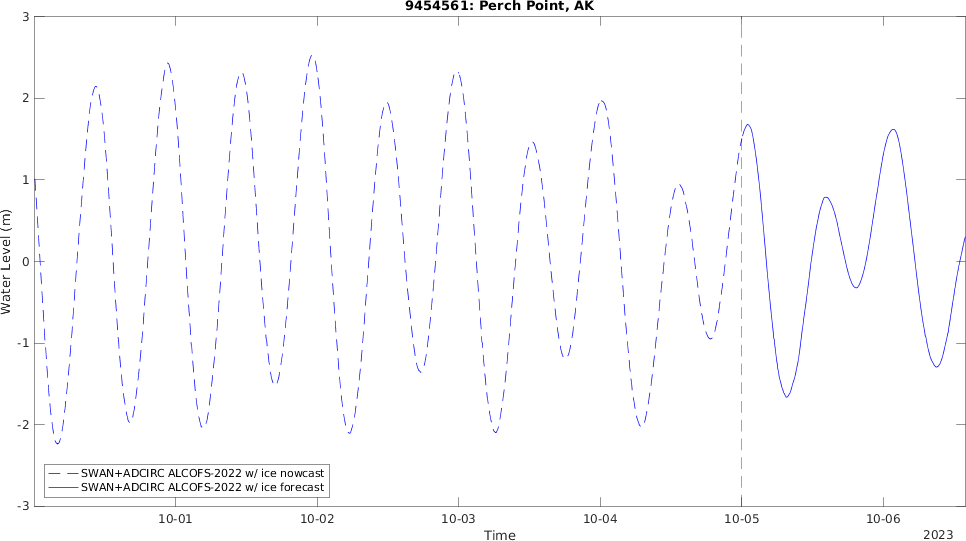 9454561: Perch Point, AK
3
2
1
0
-1
-2
-3
Water Level (m)
SWAN+ADCIRC ALCOFS-2022 w/ ice nowcast
SWAN+ADCIRC ALCOFS-2022 w/ ice forecast
10-01 10-02 10-03 10-04 10-05 10-06
Time
2023